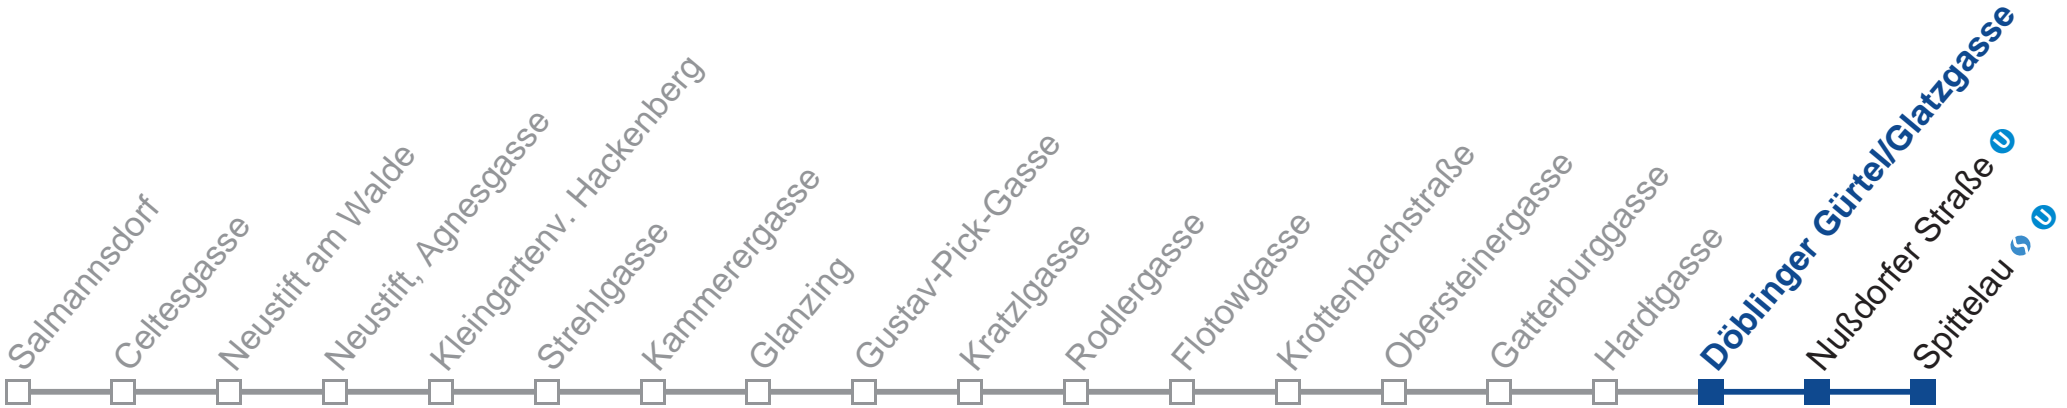 Salmannsdorf
Celtesgasse
Neustift am Walde
Neustift, Agnesgasse
Kleingartenv. Hackenberg
Strehlgasse
Kammerergasse
Glanzing
Gustav-Pick-Gasse
Kratzlgasse
Rodlergasse
Flotowgasse
Krottenbachstraße
Obersteinergasse
Gatterburggasse
Hardtgasse
Döblinger Gürtel/Glatzgasse
Nußdorfer Straße U
Spittelau S U